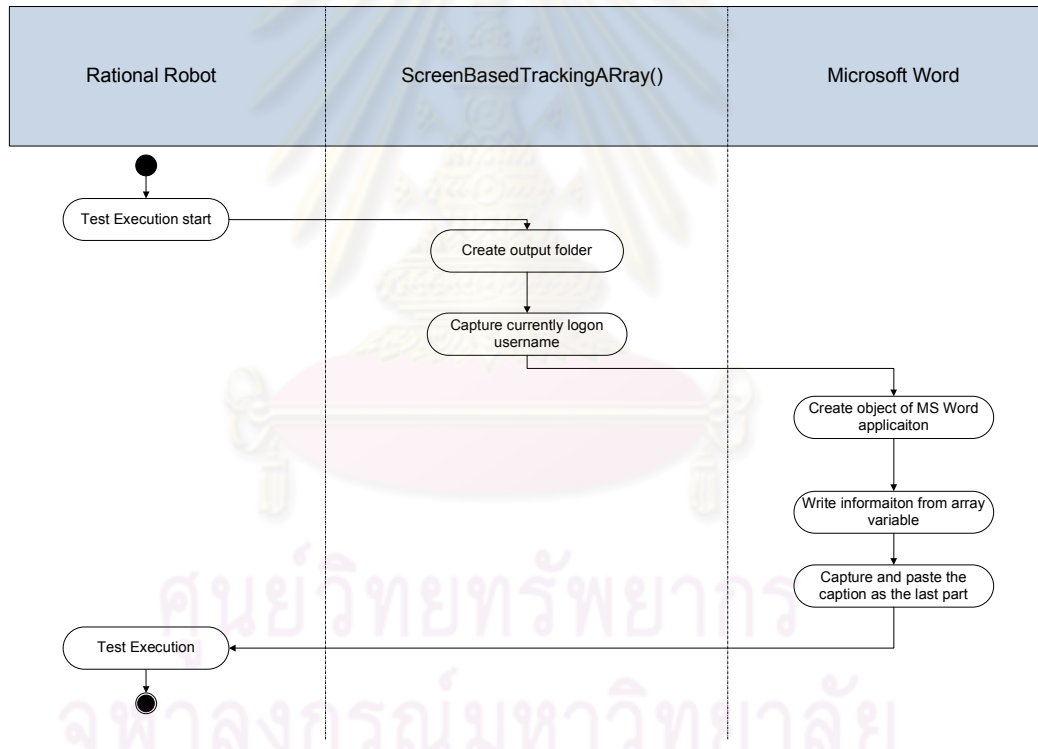 Rational Robot
ScreenBasedTrackingARray()
Microsoft Word
Test Execution start
Create output folder
Capture currently logon
username
Create object of MS Word
applicaiton
Write informaiton from array
variable
Capture and paste the
caption as the last part
ศูนย์วิทยทรัพยากร
Test Execution
จุฬาลงกรณ์มหาวิทยาลัย